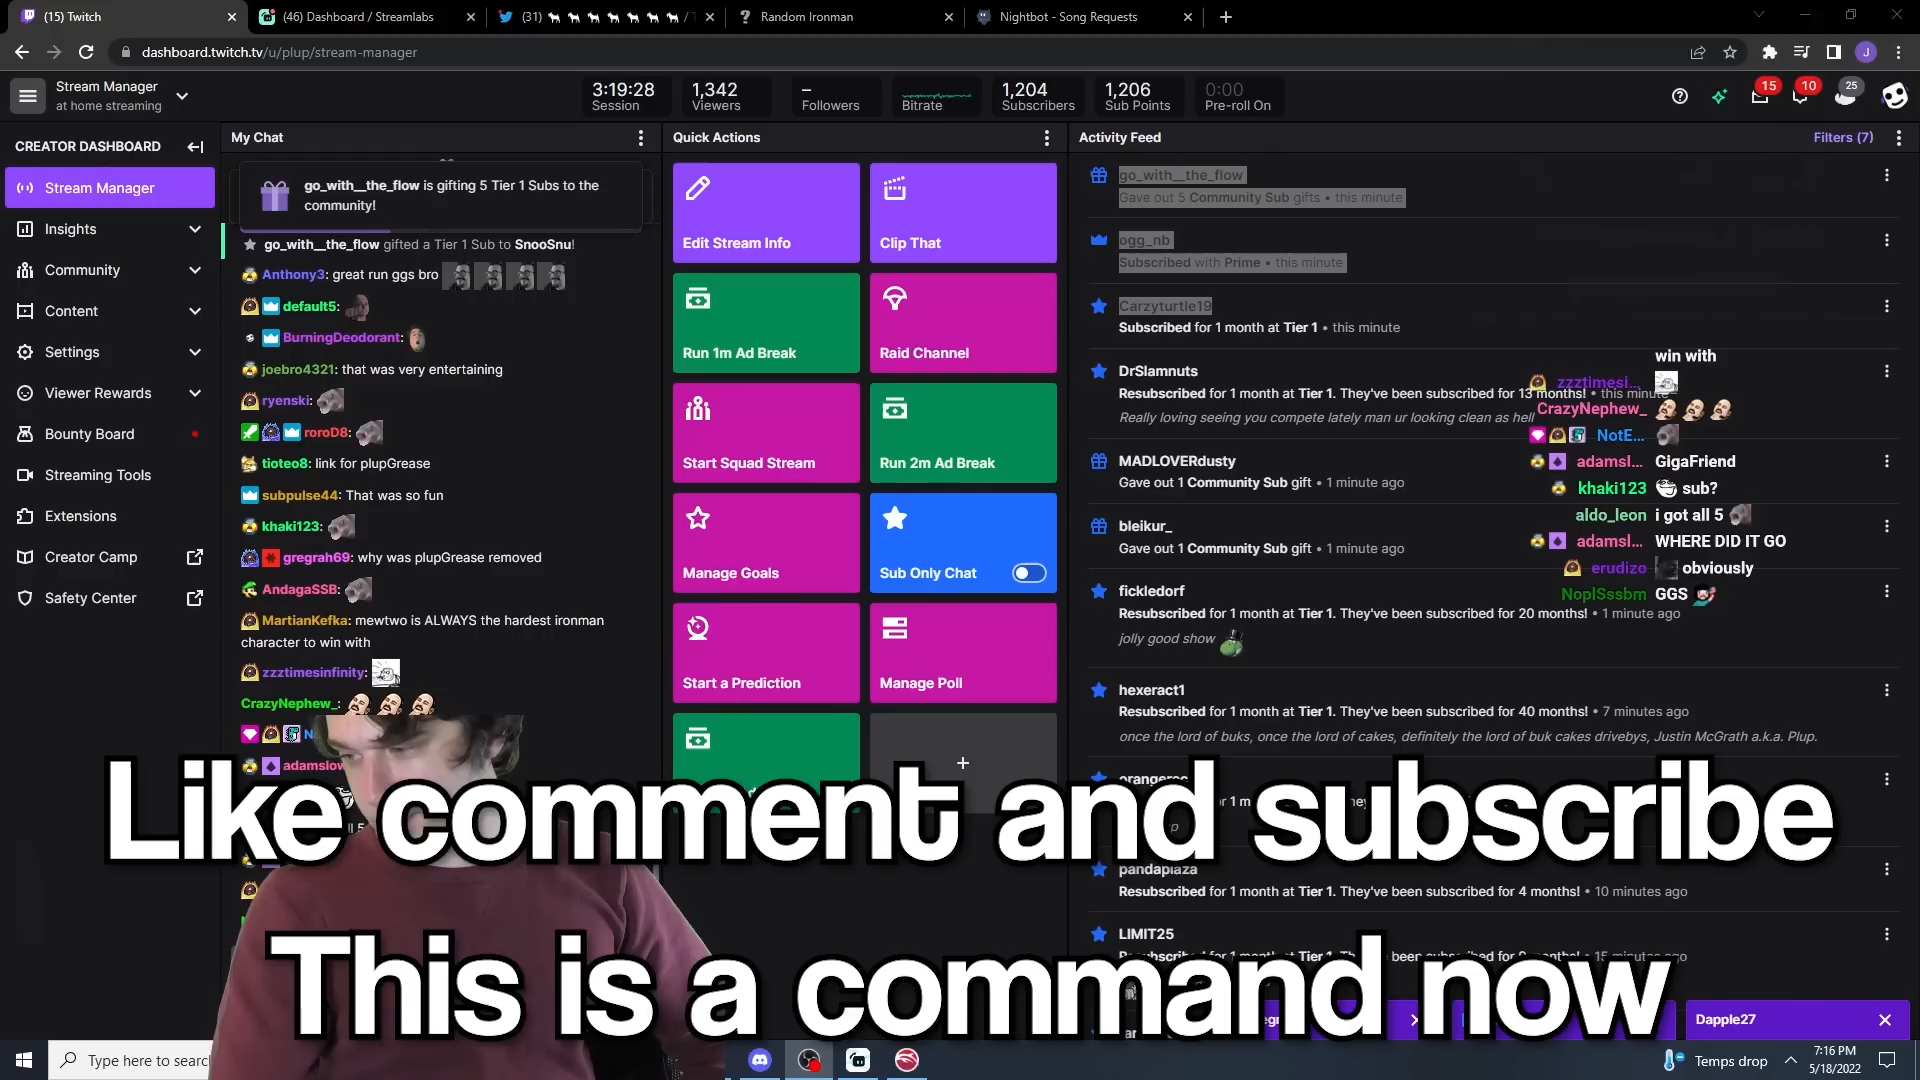 (15) Twitch
(46) Dashboard / Streamlabs
(31)
Random Ironman
Nightbot - Song Requests
dashboard.twitch.tv/u/plup/stream-manager
J
Stream Manager
at home streaming
3:19:28
Session
1,342
Viewers
–
Followers
Bitrate
1,204
Subscribers
1,206
Sub Points
0:00
Pre-roll On
15
10
25
CREATOR DASHBOARD
Stream Manager
Insights
Community
Content
Settings
Viewer Rewards
Bounty Board
Streaming Tools
Extensions
Creator Camp
Safety Center
My Chat
go_with__the_flow is gifting 5 Tier 1 Subs to the
community!
go_with__the_flow gifted a Tier 1 Sub to SnooSnu!
Anthony3: great run ggs bro
default5:
BurningDeodorant:
joebro4321: that was very entertaining
ryenski:
roroD8:
tioteo8: link for plupGrease
subpulse44: That was so fun
khaki123:
gregrah69: why was plupGrease removed
AndagaSSB:
MartianKefka: mewtwo is ALWAYS the hardest ironman
character to win with
zzztimesinfinity:
CrazyNephew_:
N
adamslow
Quick Actions
Edit Stream Info
Clip That
Run 1m Ad Break
Raid Channel
Start Squad Stream
Run 2m Ad Break
Manage Goals
Sub Only Chat
Start a Prediction
Manage Poll
Activity Feed
Filters (7)
go_with__the_flow
Gave out 5 Community Sub gifts • this minute
ogg_nb
Subscribed with Prime • this minute
Carzyturtle19
Subscribed for 1 month at Tier 1 • this minute
DrSlamnuts
Resubscribed for 1 month at Tier 1. They've been subscribed for 13 months! • this minute
Really loving seeing you compete lately man ur looking clean as hell
MADLOVERdusty
Gave out 1 Community Sub gift • 1 minute ago
bleikur_
Gave out 1 Community Sub gift • 1 minute ago
fickledorf
Resubscribed for 1 month at Tier 1. They've been subscribed for 20 months! • 1 minute ago
jolly good show
hexeract1
Resubscribed for 1 month at Tier 1. They've been subscribed for 40 months! • 7 minutes ago
once the lord of buks, once the lord of cakes, definitely the lord of buk cakes drivebys, Justin McGrath a.k.a. Plup.
pandaplaza
Resubscribed for 1 month at Tier 1. They've been subscribed for 4 months! • 10 minutes ago
LIMIT25
15 minutes ago
win with
zzztimesi...
CrazyNephew_
NotE...
adamsl... GigaFriend
khaki123 sub?
aldo_leon i got all 5
adamsl... WHERE DID IT GO
erudizo obviously
NoplSssbm GGS
Like comment and subscribe
This is a command now
Dapple27
Type here to search
Temps drop
7:16 PM
5/18/2022